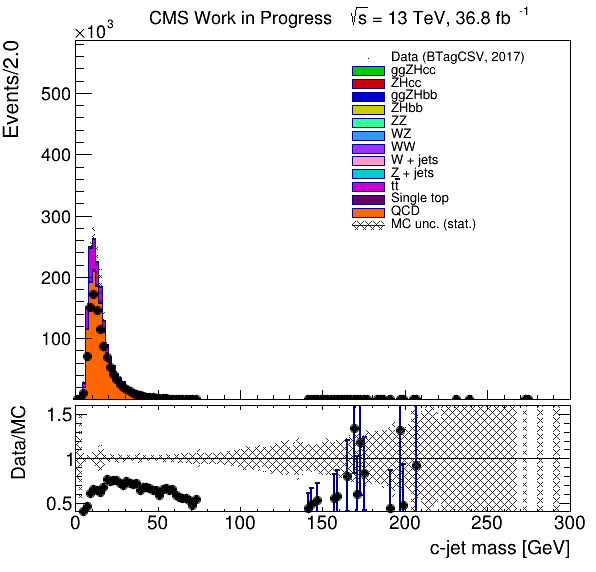 CMS Work in Progress √s = 13 TeV, 36.8 fb -1
×10³
Events/2.0
500
400
300
200
100
Data (BTagCSV, 2017)
ggZHcc
ZHcc
ggZHbb
ZHbb
ZZ
WZ
WW
W + jets
Z + jets
tt̄
Single top
QCD
MC unc. (stat.)
Data/MC
1.5
1
0.5
0 50 100 150 200 250 300
c-jet mass [GeV]